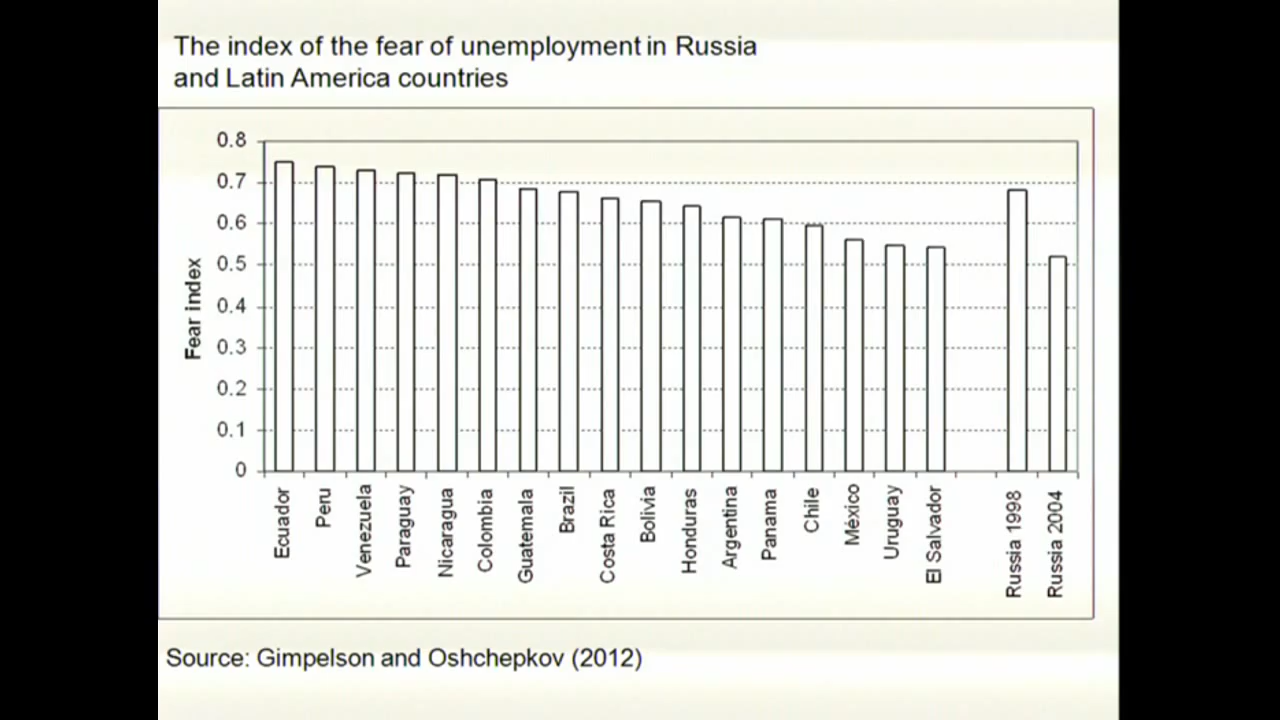 The index of the fear of unemployment in Russia
and Latin America countries
0.8
0.7
0.6
0.5
0.4
0.3
0.2
0.1
0
Fear index
Ecuador
Peru
Venezuela
Paraguay
Nicaragua
Colombia
Guatemala
Brazil
Costa Rica
Bolivia
Honduras
Argentina
Panama
Chile
México
Uruguay
El Salvador
Russia 1998
Russia 2004
Source: Gimpelson and Oshchepkov (2012)